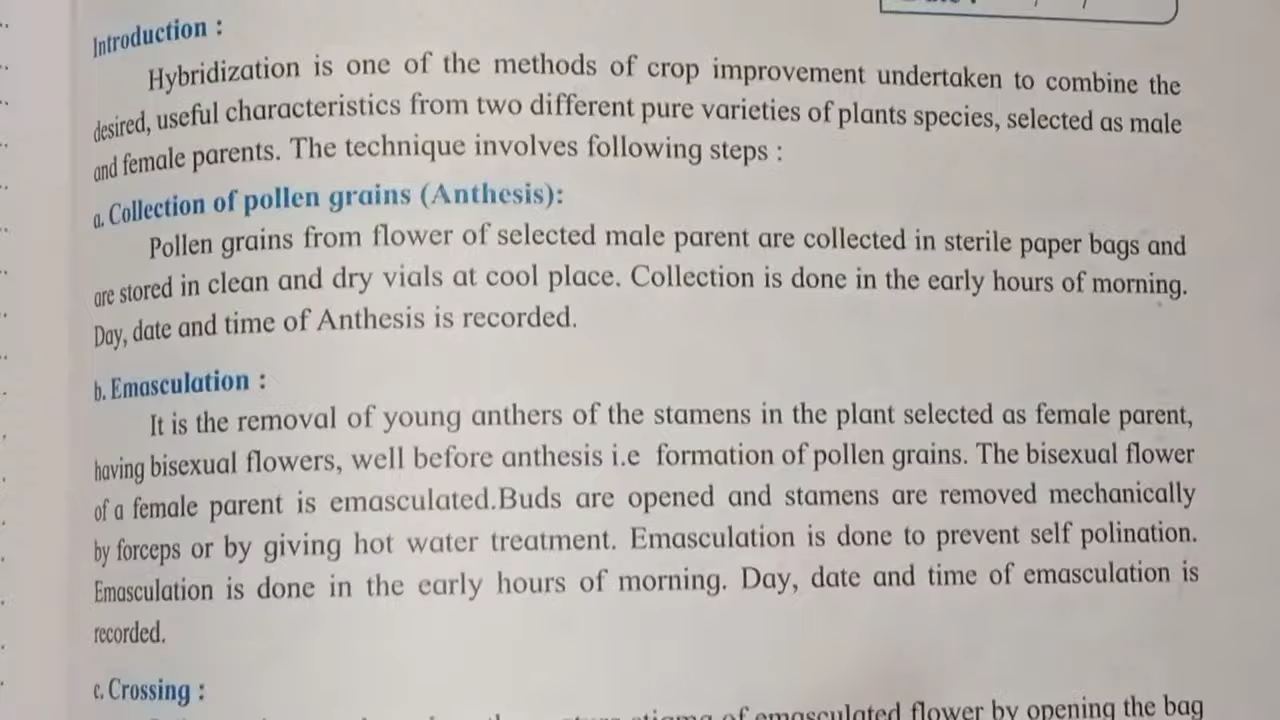 Introduction :
Hybridization is one of the methods of crop improvement undertaken to combine the
desired, useful characteristics from two different pure varieties of plants species, selected as male
and female parents. The technique involves following steps :
a. Collection of pollen grains (Anthesis):
Pollen grains from flower of selected male parent are collected in sterile paper bags and
are stored in clean and dry vials at cool place. Collection is done in the early hours of morning.
Day, date and time of Anthesis is recorded.
b. Emasculation :
It is the removal of young anthers of the stamens in the plant selected as female parent,
having bisexual flowers, well before anthesis i.e formation of pollen grains. The bisexual flower
of a female parent is emasculated.Buds are opened and stamens are removed mechanically
by forceps or by giving hot water treatment. Emasculation is done to prevent self polination.
Emasculation is done in the early hours of morning. Day, date and time of emasculation is
recorded.
c. Crossing :
stigma of emasculated flower by opening the bag